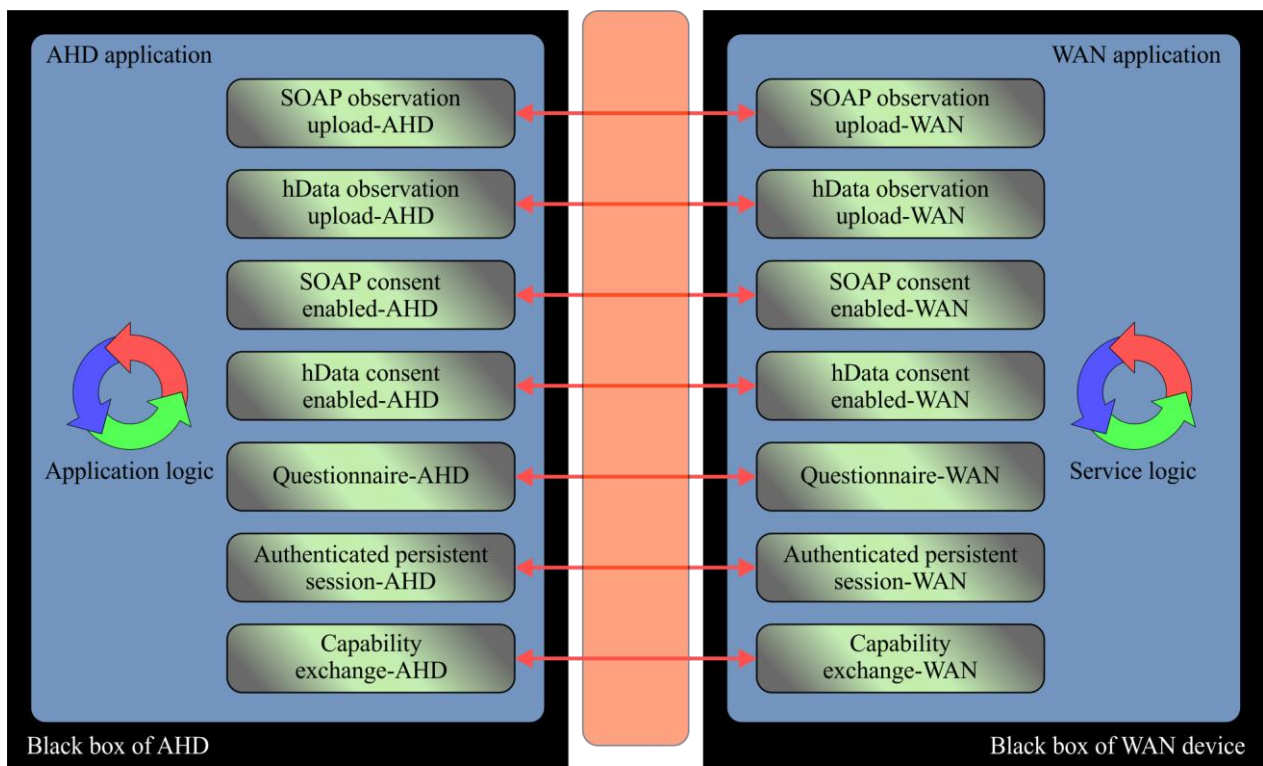 AHD application
SOAP observation
upload-AHD
hData observation
upload-AHD
SOAP consent
enabled-AHD
hData consent
enabled-AHD
Application logic
Questionnaire-AHD
Authenticated persistent
session-AHD
Capability
exchange-AHD
Black box of AHD
WAN application
SOAP observation
upload-WAN
hData observation
upload-WAN
SOAP consent
enabled-WAN
hData consent
enabled-WAN
Questionnaire-WAN
Service logic
Authenticated persistent
session-WAN
Capability
exchange-WAN
Black box of WAN device